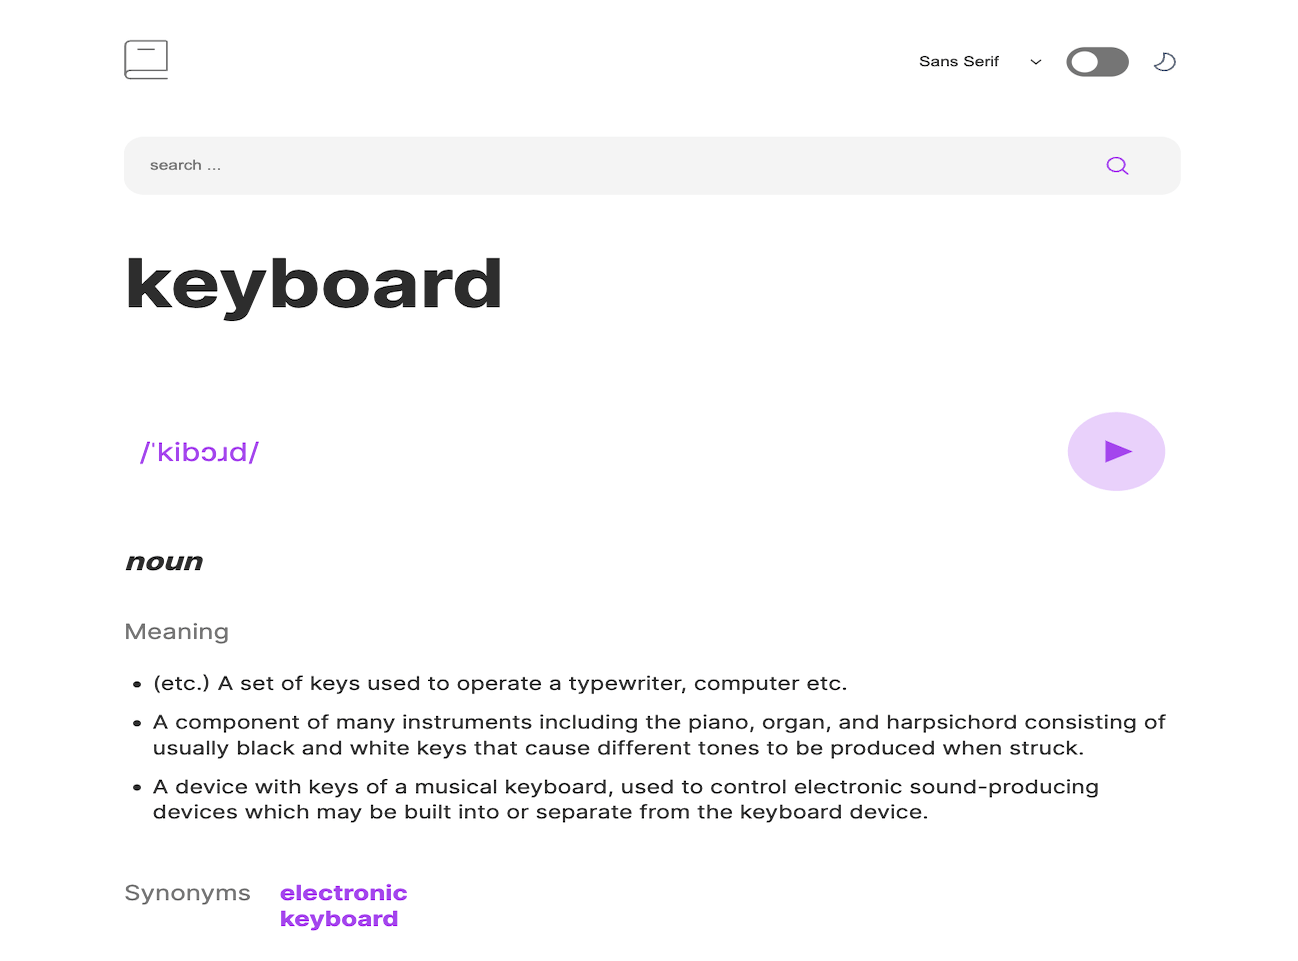 Sans Serif
search ...
keyboard
/ˈkibɔɹd/
noun
Meaning
• (etc.) A set of keys used to operate a typewriter, computer etc.
• A component of many instruments including the piano, organ, and harpsichord consisting of
usually black and white keys that cause different tones to be produced when struck.
• A device with keys of a musical keyboard, used to control electronic sound-producing
devices which may be built into or separate from the keyboard device.
Synonyms electronic
keyboard